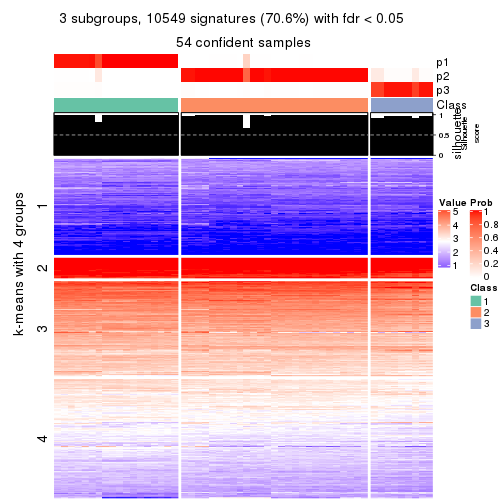 3 subgroups, 10549 signatures (70.6%) with fdr < 0.05
54 confident samples
p1
p2
p3
Class
1
0.5
0
silhouette
Silhouette
score
k-means with 4 groups
1
2
3
4
Value
5
4
3
2
1
Prob
1
0.8
0.6
0.4
0.2
0
Class
1
2
3